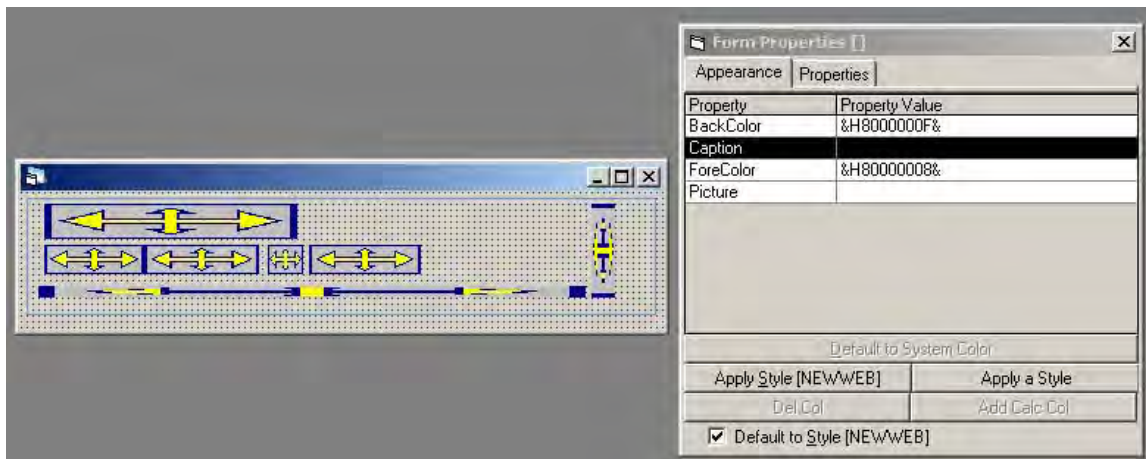 Form Properties []
Appearance Properties
Property Property Value
BackColor &H8000000F&
Caption
ForeColor &H80000008&
Picture
Default to System Color
Apply Style [NEWWEB] Apply a Style
Del Col Add Calc Col
Default to Style [NEWWEB]